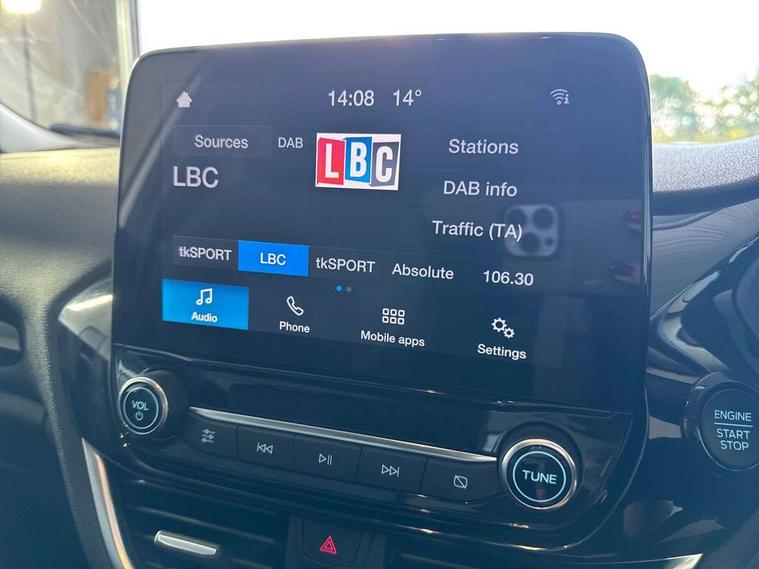 14:08 14°
Sources DAB LBC Stations
LBC
DAB info
Traffic (TA)
tkSPORT LBC tkSPORT Absolute 106.30
Audio Phone Mobile apps Settings
VOL
TUNE
ENGINE
START
STOP